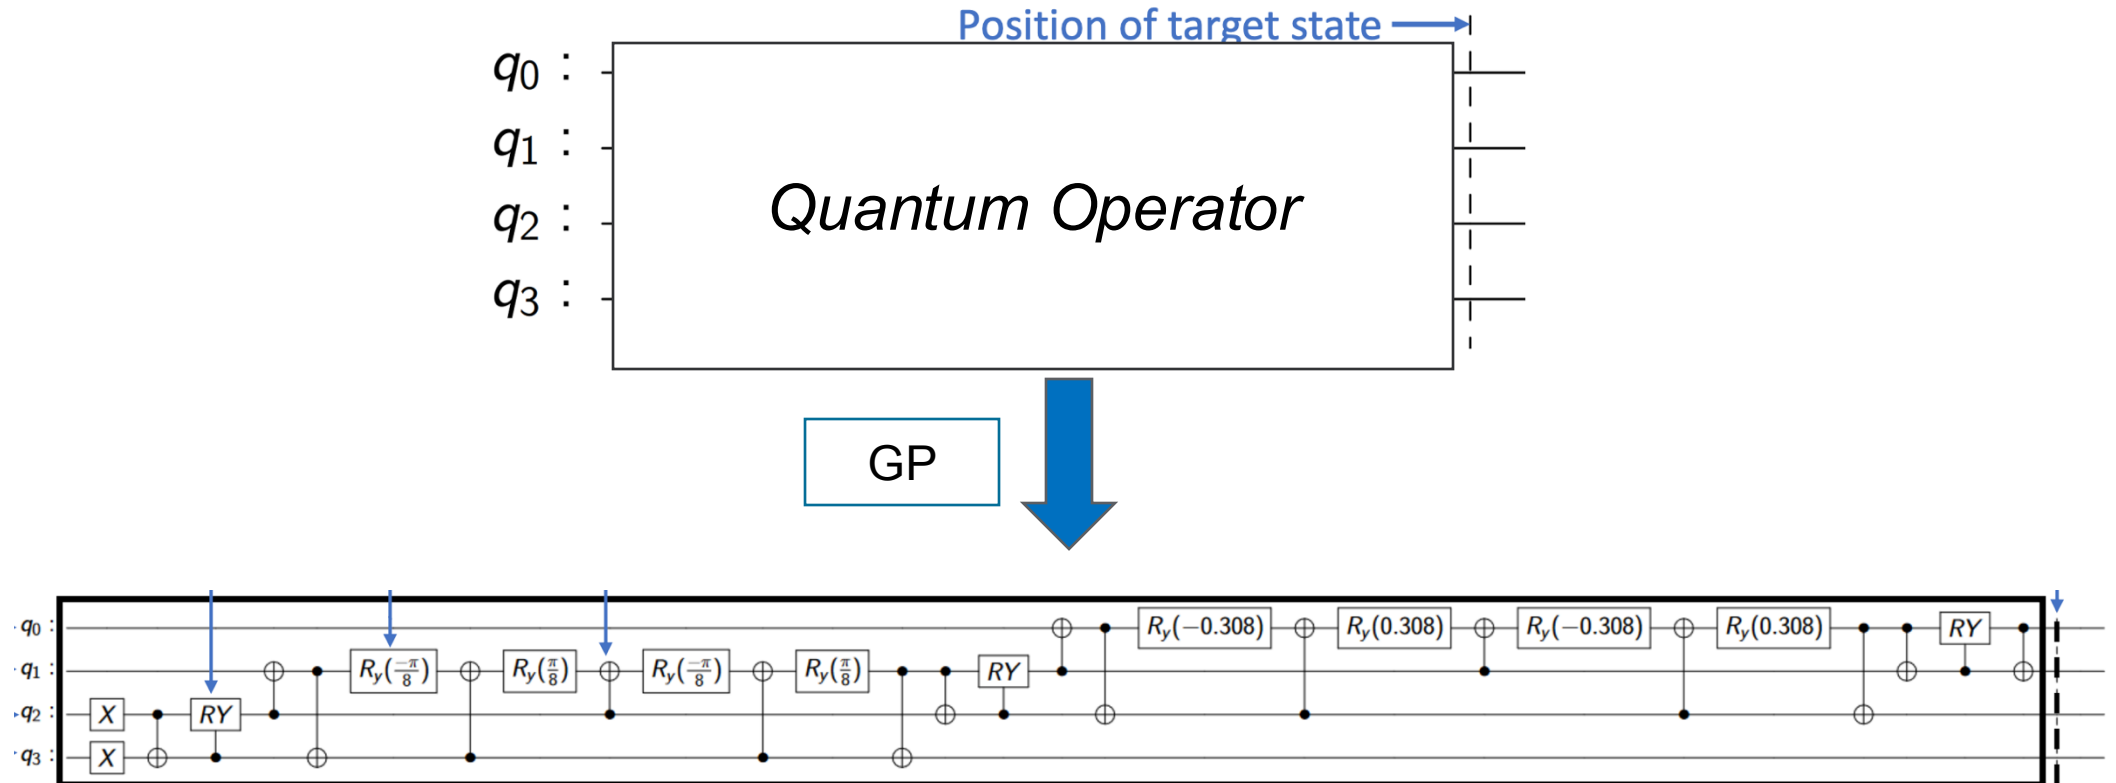 Position of target state
q0 :
q1 :
q2 :
q3 :
Quantum Operator
GP
q0 : Ry(−0.308) Ry(0.308) Ry(−0.308) Ry(0.308) RY
q1 : Ry(−π/8) Ry(π/8) Ry(−π/8) Ry(π/8) RY
q2 : X RY
q3 : X